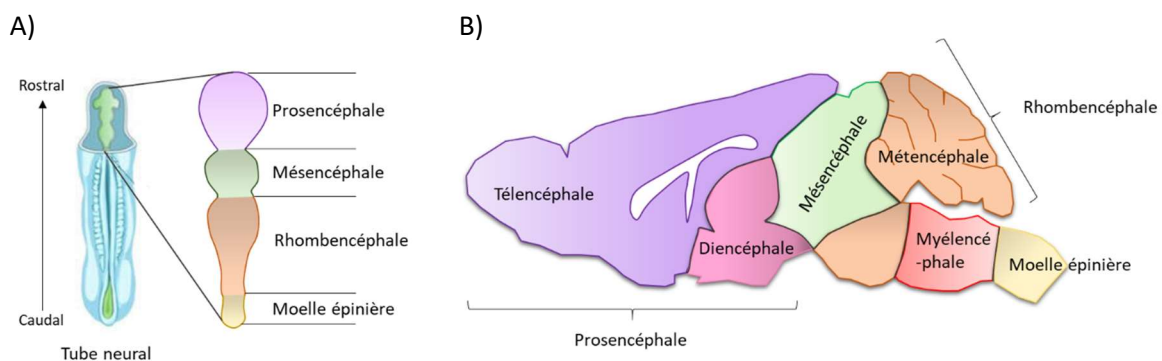 A)
Rostral
Caudal
Tube neural
Prosencéphale
Mésencéphale
Rhombencéphale
Moelle épinière
B)
Télencéphale
Diencéphale
Mésencéphale
Métencéphale
Myélencé
-phale
Moelle épinière
Rhombencéphale
Prosencéphale